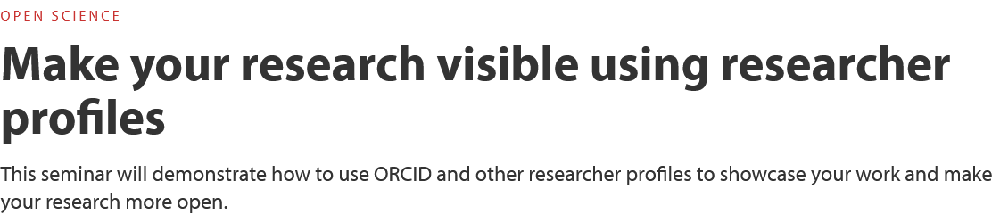 OPEN SCIENCE
Make your research visible using researcher
profiles
This seminar will demonstrate how to use ORCID and other researcher profiles to showcase your work and make
your research more open.